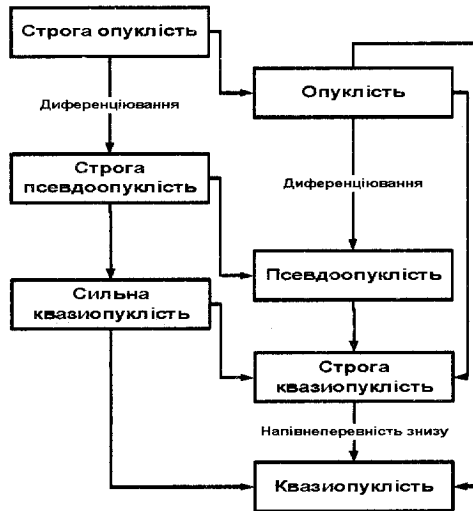 Строга опуклість
Опуклість
Диференціювання
Строга
псевдоопуклість
Диференціювання
Псевдоопуклість
Сильна
квазиопуклість
Строга
квазиопуклість
Напівнеперевність знизу
Квазиопуклість